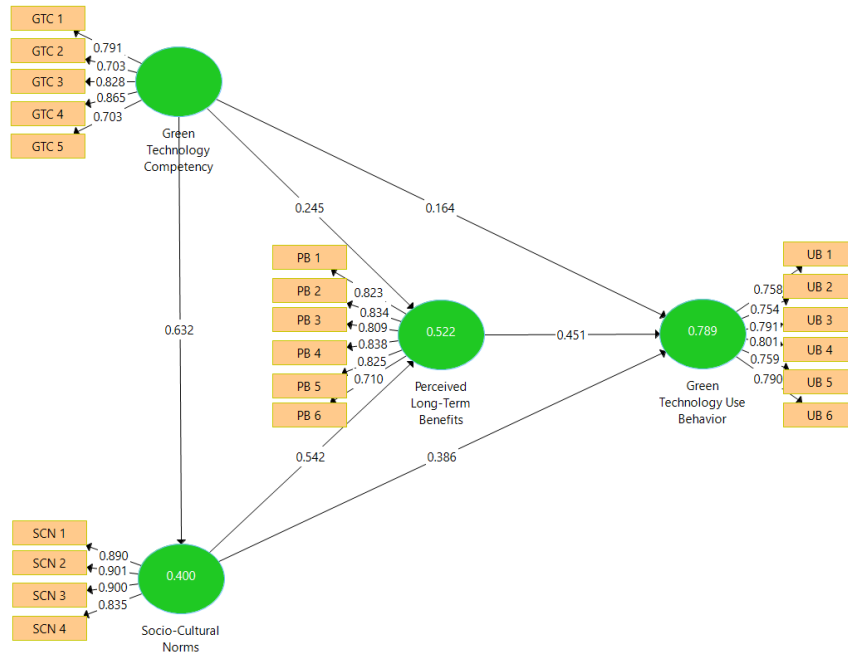 GTC 1
GTC 2
GTC 3
GTC 4
GTC 5
0.791
0.703
0.828
0.865
0.703
Green
Technology
Competency
0.245
0.164
0.632
PB 1
PB 2
PB 3
PB 4
PB 5
PB 6
0.823
0.834
0.809
0.838
0.825
0.710
0.522
Perceived
Long-Term
Benefits
0.451
0.542
0.386
UB 1
UB 2
UB 3
UB 4
UB 5
UB 6
0.758
0.754
0.791
0.801
0.759
0.790
0.789
Green
Technology Use
Behavior
SCN 1
SCN 2
SCN 3
SCN 4
0.890
0.901
0.900
0.835
0.400
Socio-Cultural
Norms